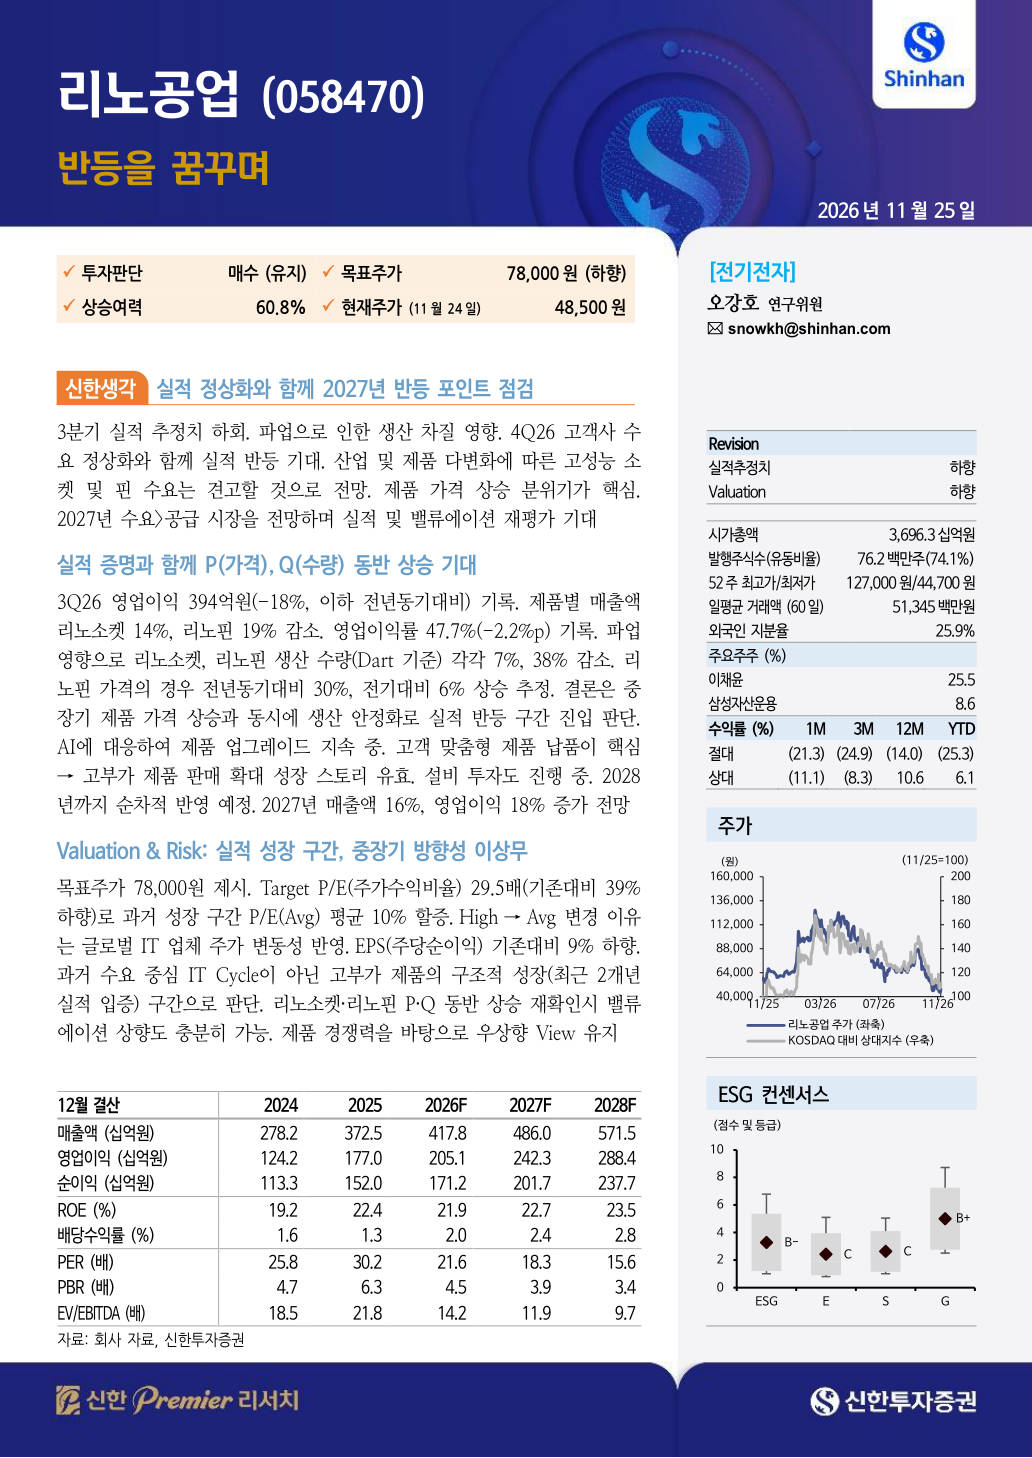 리노공업 (058470)
반등을 꿈꾸며
Shinhan
2026년 11월 25일
✓ 투자판단 매수 (유지) ✓ 목표주가 78,000원 (하향)
✓ 상승여력 60.8% ✓ 현재주가 (11월 24일) 48,500원
신한생각 실적 정상화와 함께 2027년 반등 포인트 점검
3분기 실적 추정치 하회. 파업으로 인한 생산 차질 영향. 4Q26 고객사 수
요 정상화와 함께 실적 반등 기대. 산업 및 제품 다변화에 따른 고성능 소
켓 및 핀 수요는 견고할 것으로 전망. 제품 가격 상승 분위기가 핵심.
2027년 수요>공급 시장을 전망하며 실적 및 밸류에이션 재평가 기대
실적 증명과 함께 P(가격), Q(수량) 동반 상승 기대
3Q26 영업이익 394억원(-18%, 이하 전년동기대비) 기록. 제품별 매출액
리노소켓 14%, 리노핀 19% 감소. 영업이익률 47.7%(-2.2%p) 기록. 파업
영향으로 리노소켓, 리노핀 생산 수량(Dart 기준) 각각 7%, 38% 감소. 리
노핀 가격의 경우 전년동기대비 30%, 전기대비 6% 상승 추정. 결론은 중
장기 제품 가격 상승과 동시에 생산 안정화로 실적 반등 구간 진입 판단.
AI에 대응하여 제품 업그레이드 지속 중. 고객 맞춤형 제품 납품이 핵심
→ 고부가 제품 판매 확대 성장 스토리 유효. 설비 투자도 진행 중. 2028
년까지 순차적 반영 예정. 2027년 매출액 16%, 영업이익 18% 증가 전망
Valuation & Risk: 실적 성장 구간, 중장기 방향성 이상무
목표주가 78,000원 제시. Target P/E(주가수익비율) 29.5배(기존대비 39%
하향)로 과거 성장 구간 P/E(Avg) 평균 10% 할증. High → Avg 변경 이유
는 글로벌 IT 업체 주가 변동성 반영. EPS(주당순이익) 기존대비 9% 하향.
과거 수요 중심 IT Cycle이 아닌 고부가 제품의 구조적 성장(최근 2개년
실적 입증) 구간으로 판단. 리노소켓·리노핀 P·Q 동반 상승 재확인시 밸류
에이션 상향도 충분히 가능. 제품 경쟁력을 바탕으로 우상향 View 유지
12월 결산 2024 2025 2026F 2027F 2028F
매출액 (십억원) 278.2 372.5 417.8 486.0 571.5
영업이익 (십억원) 124.2 177.0 205.1 242.3 288.4
순이익 (십억원) 113.3 152.0 171.2 201.7 237.7
ROE (%) 19.2 22.4 21.9 22.7 23.5
배당수익률 (%) 1.6 1.3 2.0 2.4 2.8
PER (배) 25.8 30.2 21.6 18.3 15.6
PBR (배) 4.7 6.3 4.5 3.9 3.4
EV/EBITDA (배) 18.5 21.8 14.2 11.9 9.7
자료: 회사 자료, 신한투자증권
[전기전자]
오강호 연구위원
✉ snowkh@shinhan.com
Revision
실적추정치 하향
Valuation 하향
시가총액 3,696.3 십억원
발행주식수(유동비율) 76.2 백만주(74.1%)
52주 최고가/최저가 127,000 원/44,700 원
일평균 거래액 (60일) 51,345 백만원
외국인 지분율 25.9%
주요주주 (%)
이채윤 25.5
삼성자산운용 8.6
수익률 (%) 1M 3M 12M YTD
절대 (21.3) (24.9) (14.0) (25.3)
상대 (11.1) (8.3) 10.6 6.1
주가
(원) (11/25=100)
160,000 200
136,000 180
112,000 160
88,000 140
64,000 120
40,000 100
11/25 03/26 07/26 11/26
리노공업 주가 (좌축)
KOSDAQ 대비 상대지수 (우축)
ESG 컨센서스
(점수 및 등급)
10
8
6
4
2
0
B-
C
C
B+
ESG E S G
신한 Premier 리서치
신한투자증권